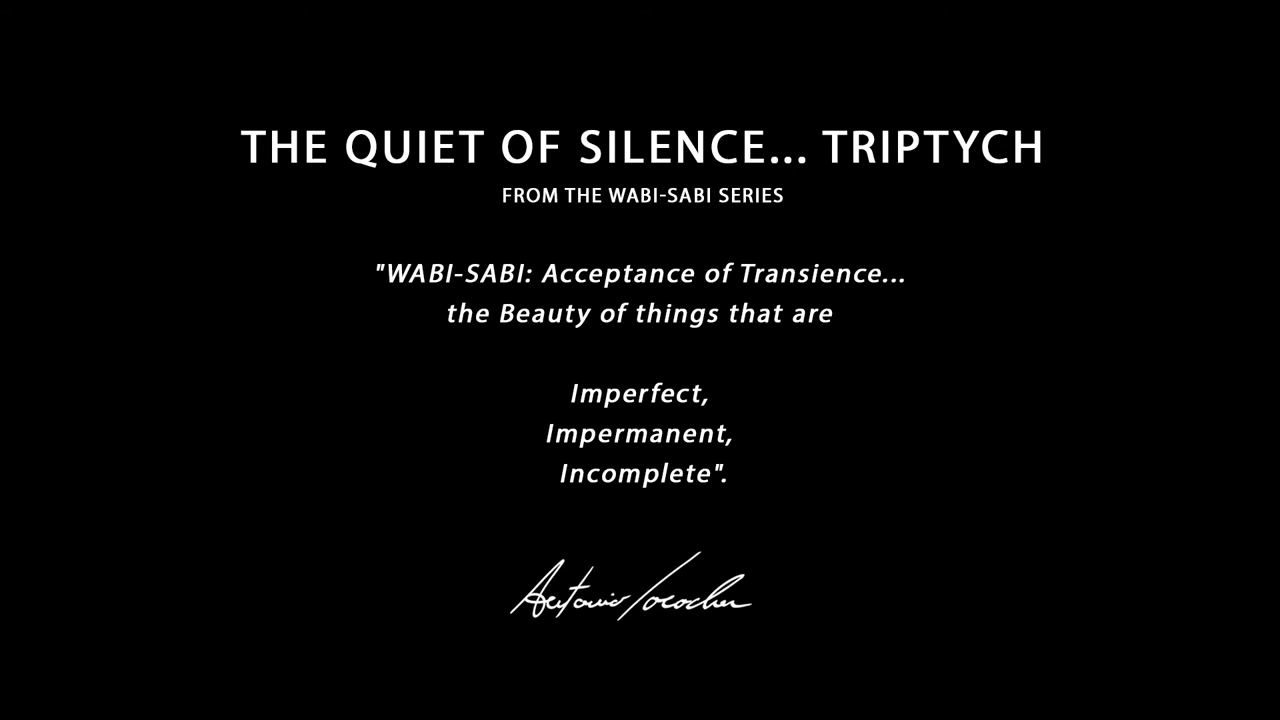 THE QUIET OF SILENCE... TRIPTYCH
FROM THE WABI-SABI SERIES
"WABI-SABI: Acceptance of Transience...
the Beauty of things that are
Imperfect,
Impermanent,
Incomplete".
Antonio